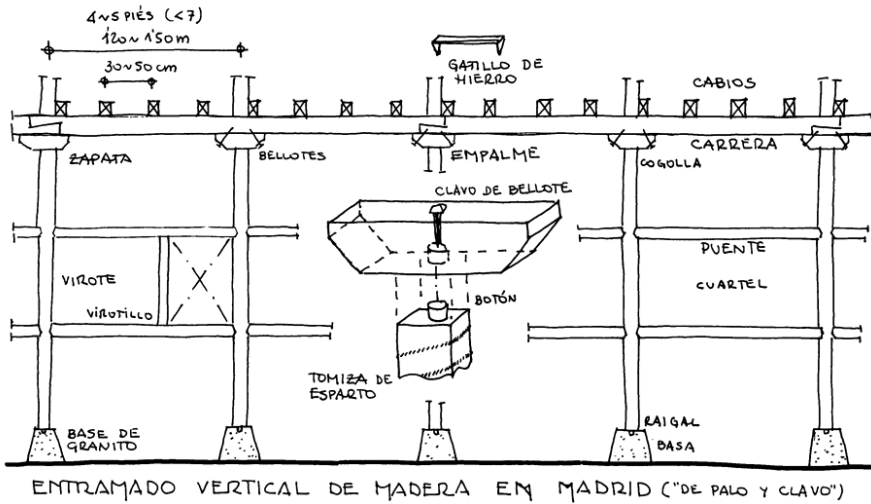 4~5 PIÉS (<7)
1'20 ~ 1'50 m
30~50 cm
GATILLO DE
HIERRO
CABIOS
ZAPATA
BELLOTES
EMPALME
COGOLLA
CARRERA
CLAVO DE BELLOTE
PUENTE
VIROTE
CUARTEL
VIROTILLO
BOTÓN
TOMIZA DE
ESPARTO
BASE DE
GRANITO
RAIGAL
BASA
ENTRAMADO VERTICAL DE MADERA EN MADRID ("DE PALO Y CLAVO")